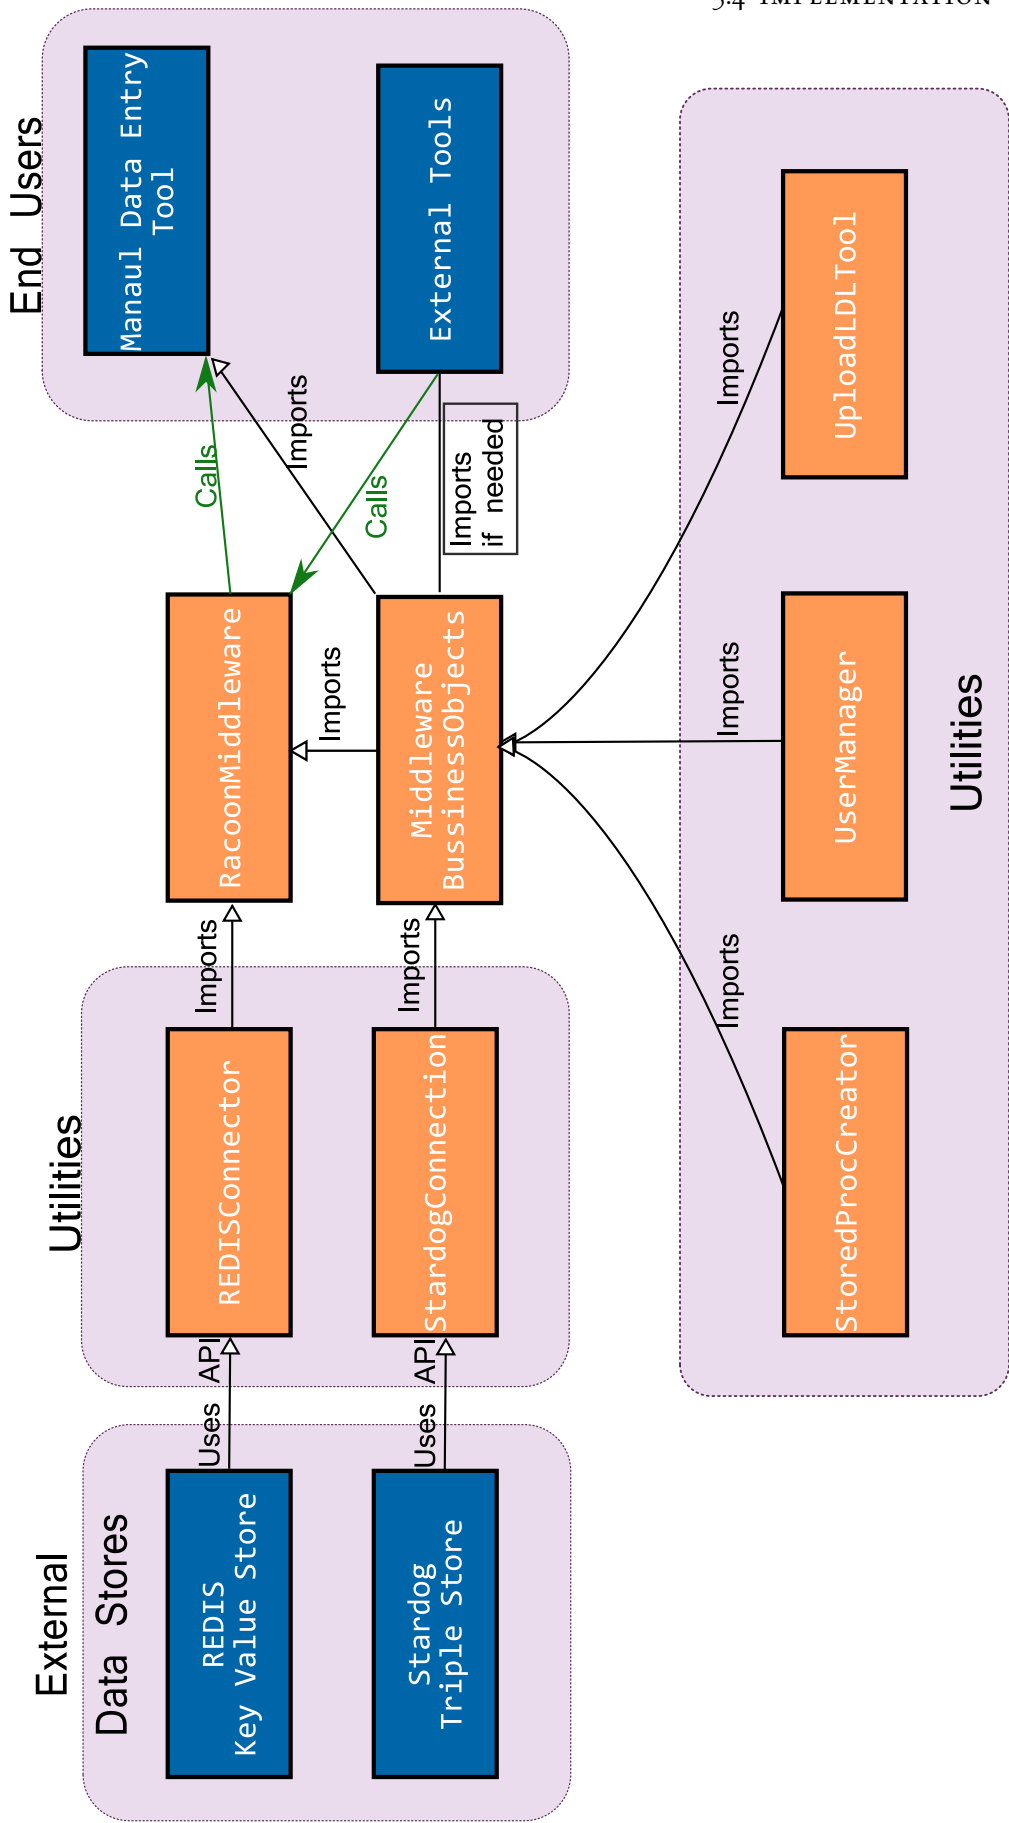 5.4 IMPLEMENTATION
External
Data Stores
REDIS
Key Value Store
Stardog
Triple Store
Uses API
Uses API
Utilities
REDISConnector
StardogConnection
Imports
Imports
RacoonMiddleware
Imports
Middleware
BussinessObjects
Calls
Imports
Calls
Imports
if needed
End Users
Manaul Data Entry
Tool
External Tools
Imports
Imports
Imports
StoredProcCreator
UserManager
UploadLDLTool
Utilities